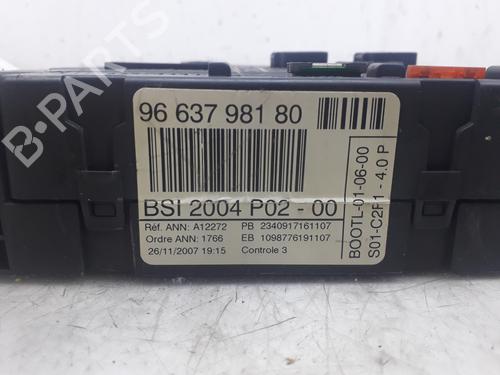 B-PARTS
96 637 981 80
BSI 2004 P02 - 00
Réf. ANN: A12272 PB 2340917161107
Ordre ANN: 1766 EB 1098776191107
26/11/2007 19:15 Controle 3
BOOTL-01-06-00
S01-C2F1 - 4.0 P